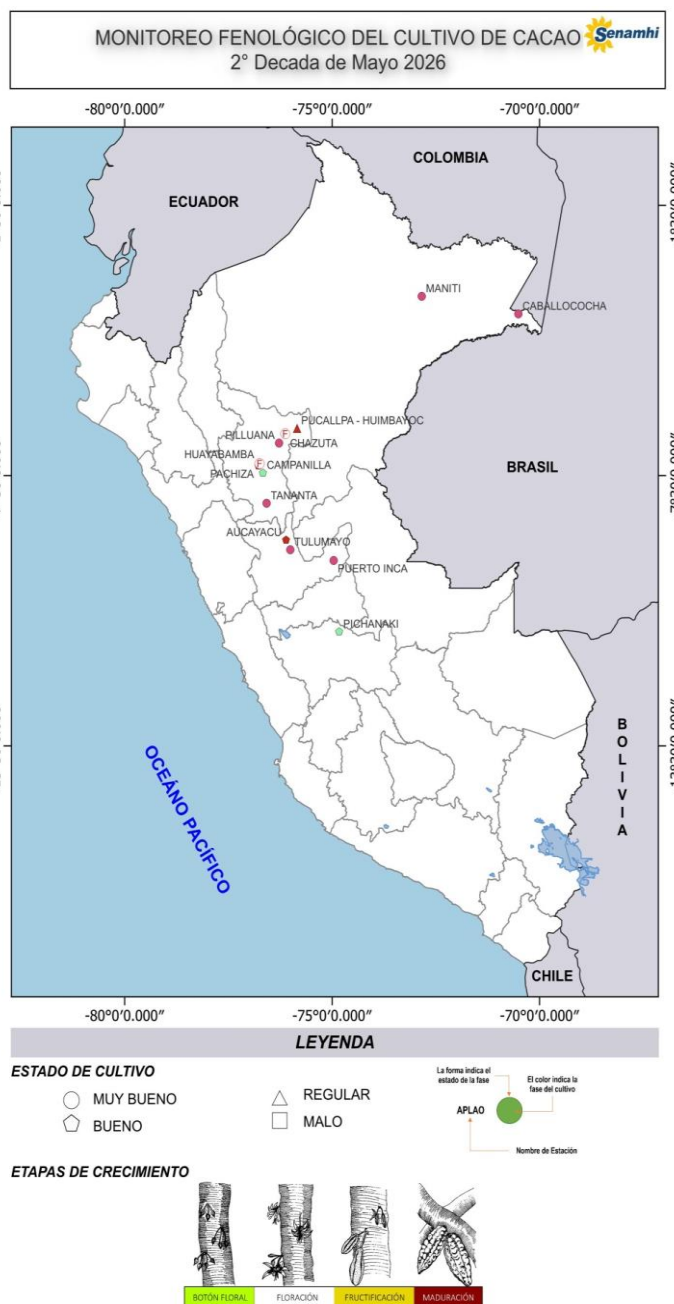 MONITOREO FENOLÓGICO DEL CULTIVO DE CACAO
Senamhi
2° Decada de Mayo 2026
-80°0'0.000" -75°0'0.000" -70°0'0.000"
COLOMBIA
ECUADOR
MANITI
CABALLOCOCHA
PUCALLPA - HUIMBAYOC
PILLUANA
F
CHAZUTA
HUAYABAMBA
F
CAMPANILLA
PACHIZA
BRASIL
TANANTA
AUCAYACU
TULUMAYO
PUERTO INCA
PICHANAKI
BOLIVIA
OCEÁNO PACÍFICO
CHILE
-80°0'0.000" -75°0'0.000" -70°0'0.000"
LEYENDA
ESTADO DE CULTIVO
MUY BUENO
BUENO
REGULAR
MALO
La forma indica el
estado de la fase
El color indica la
fase del cultivo
APLAO
Nombre de Estación
ETAPAS DE CRECIMIENTO
BOTÓN FLORAL FLORACIÓN FRUCTIFICACIÓN MADURACIÓN